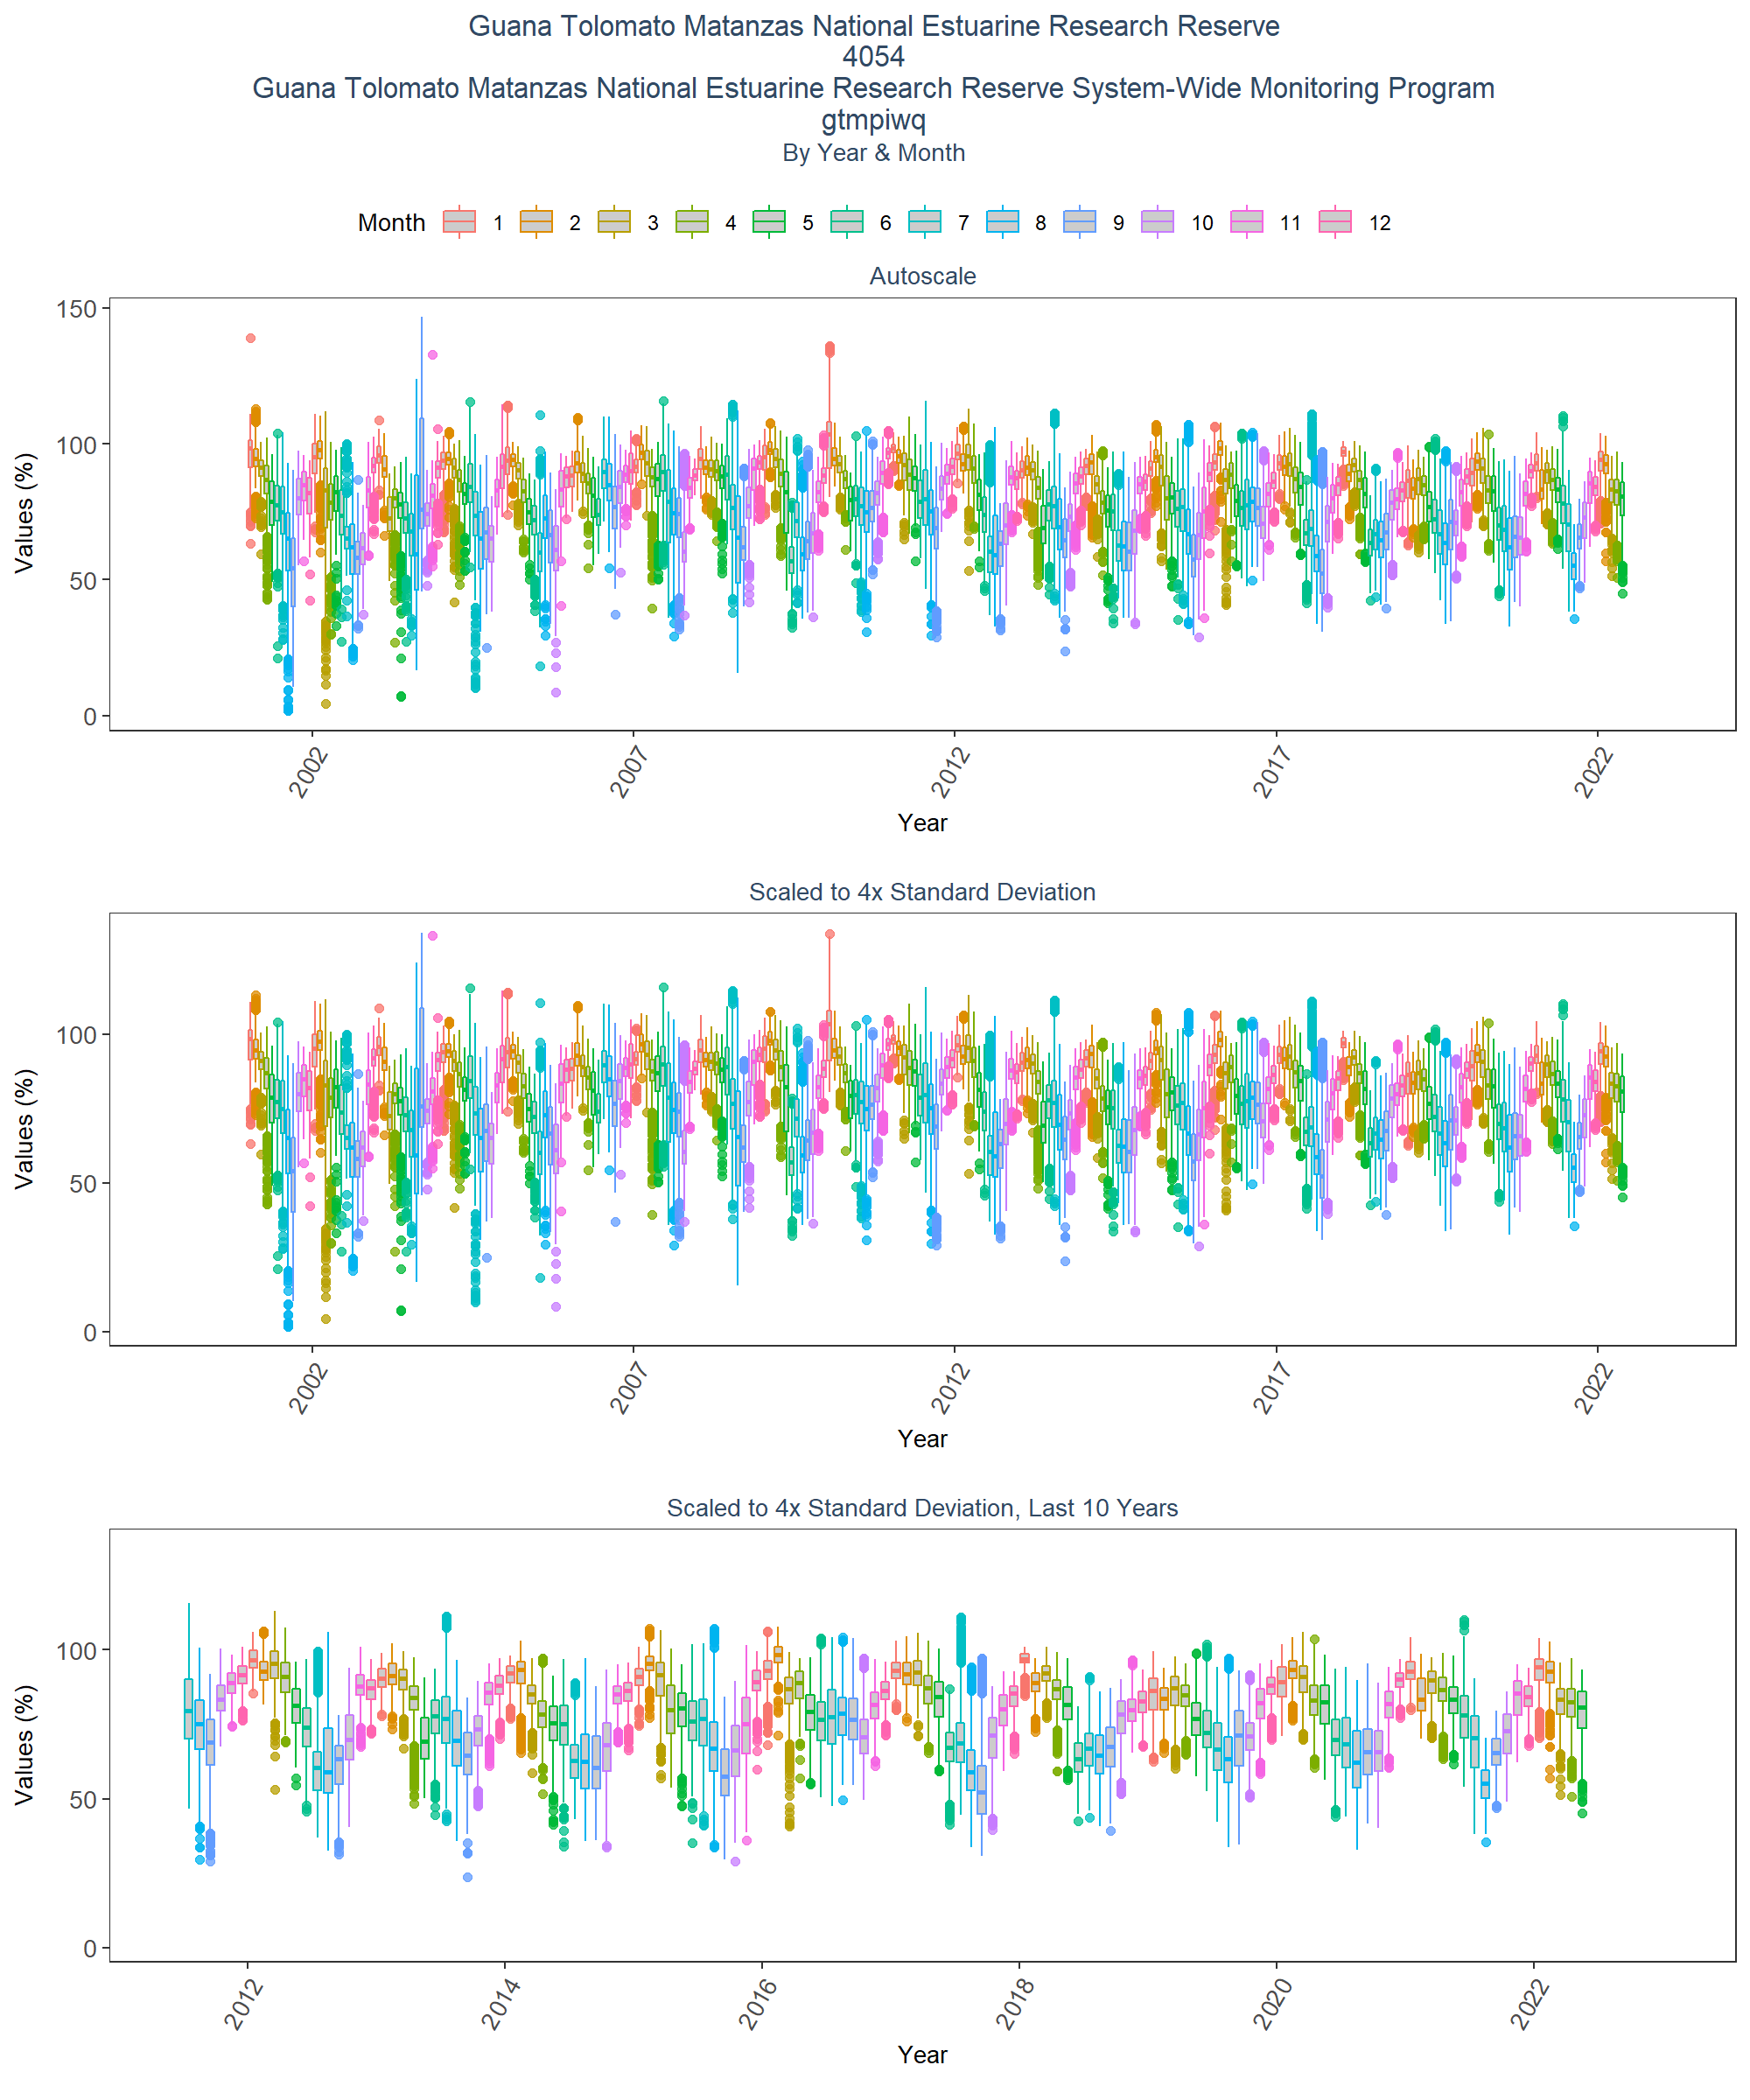 Guana Tolomato Matanzas National Estuarine Research Reserve
4054
Guana Tolomato Matanzas National Estuarine Research Reserve System-Wide Monitoring Program
gtmpiwq
By Year & Month
Month 1 2 3 4 5 6 7 8 9 10 11 12
Autoscale
Values (%)
150
100
50
0
2002 2007 2012 2017 2022
Year
Scaled to 4x Standard Deviation
Values (%)
100
50
0
2002 2007 2012 2017 2022
Year
Scaled to 4x Standard Deviation, Last 10 Years
Values (%)
100
50
0
2012 2014 2016 2018 2020 2022
Year